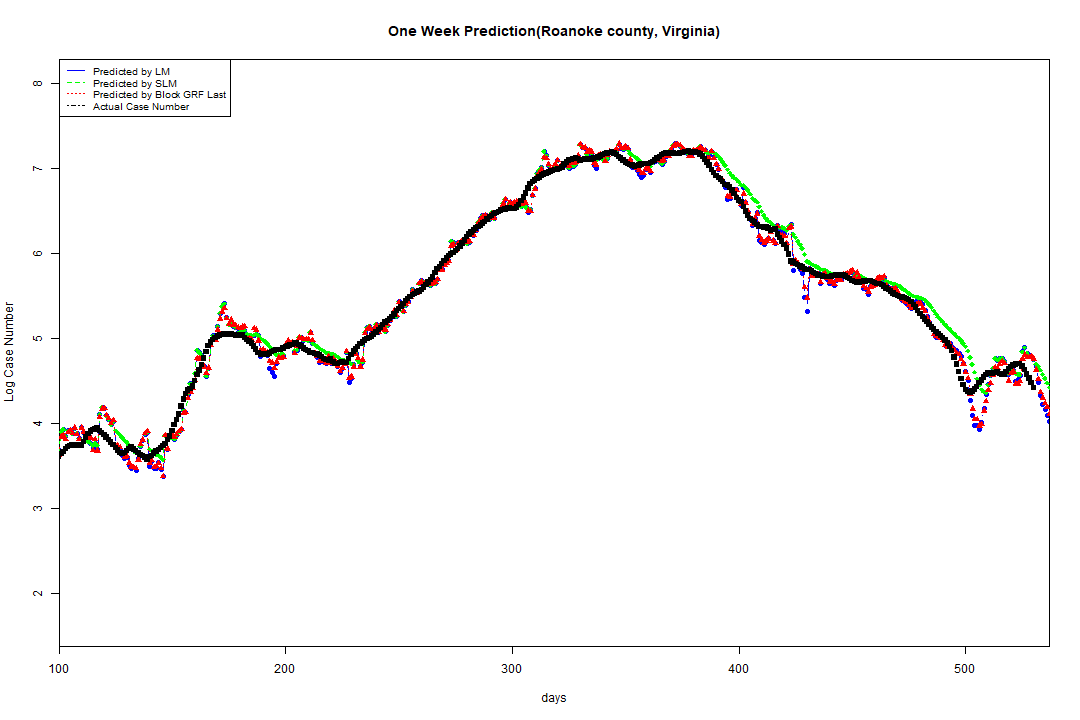 One Week Prediction(Roanoke county, Virginia)
Predicted by LM
Predicted by SLM
Predicted by Block GRF Last
Actual Case Number
8
7
6
5
4
3
2
Log Case Number
100 200 300 400 500
days